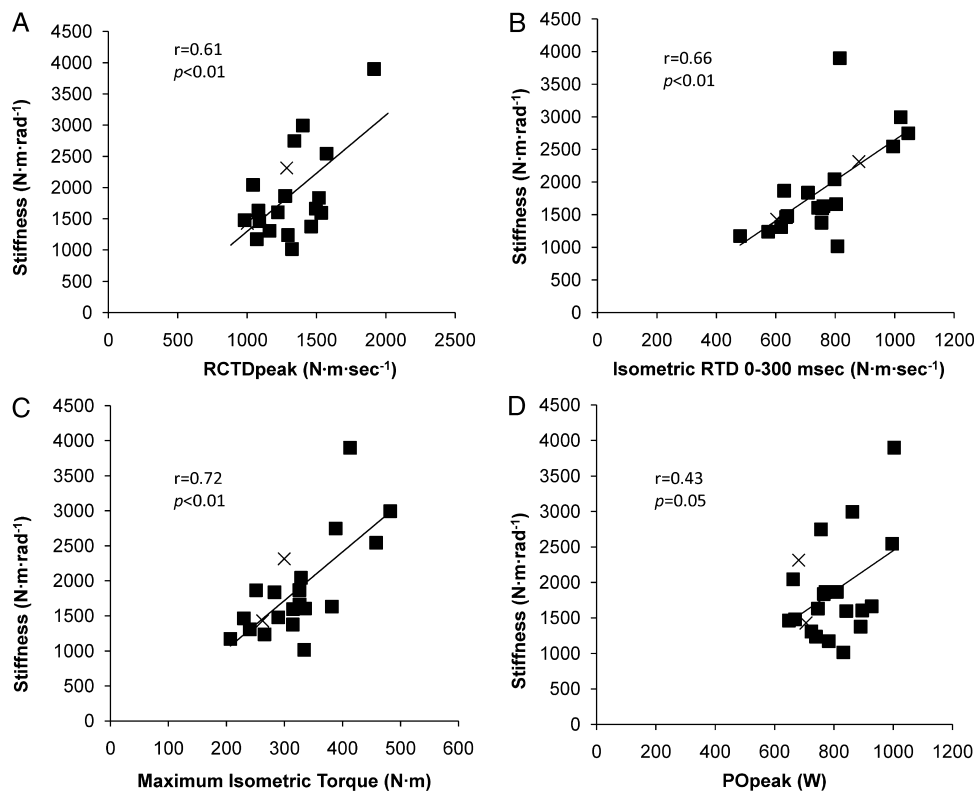 A
4500
4000
3500
3000
2500
2000
1500
1000
500
0
Stiffness (N·m·rad⁻¹)
r=0.61
p<0.01
0 500 1000 1500 2000 2500
RCTDpeak (N·m·sec⁻¹)
B
4500
4000
3500
3000
2500
2000
1500
1000
500
0
Stiffness (N·m·rad⁻¹)
r=0.66
p<0.01
0 200 400 600 800 1000 1200
Isometric RTD 0-300 msec (N·m·sec⁻¹)
C
4500
4000
3500
3000
2500
2000
1500
1000
500
0
Stiffness (N·m·rad⁻¹)
r=0.72
p<0.01
0 100 200 300 400 500 600
Maximum Isometric Torque (N·m)
D
4500
4000
3500
3000
2500
2000
1500
1000
500
0
Stiffness (N·m·rad⁻¹)
r=0.43
p=0.05
0 200 400 600 800 1000 1200
POpeak (W)